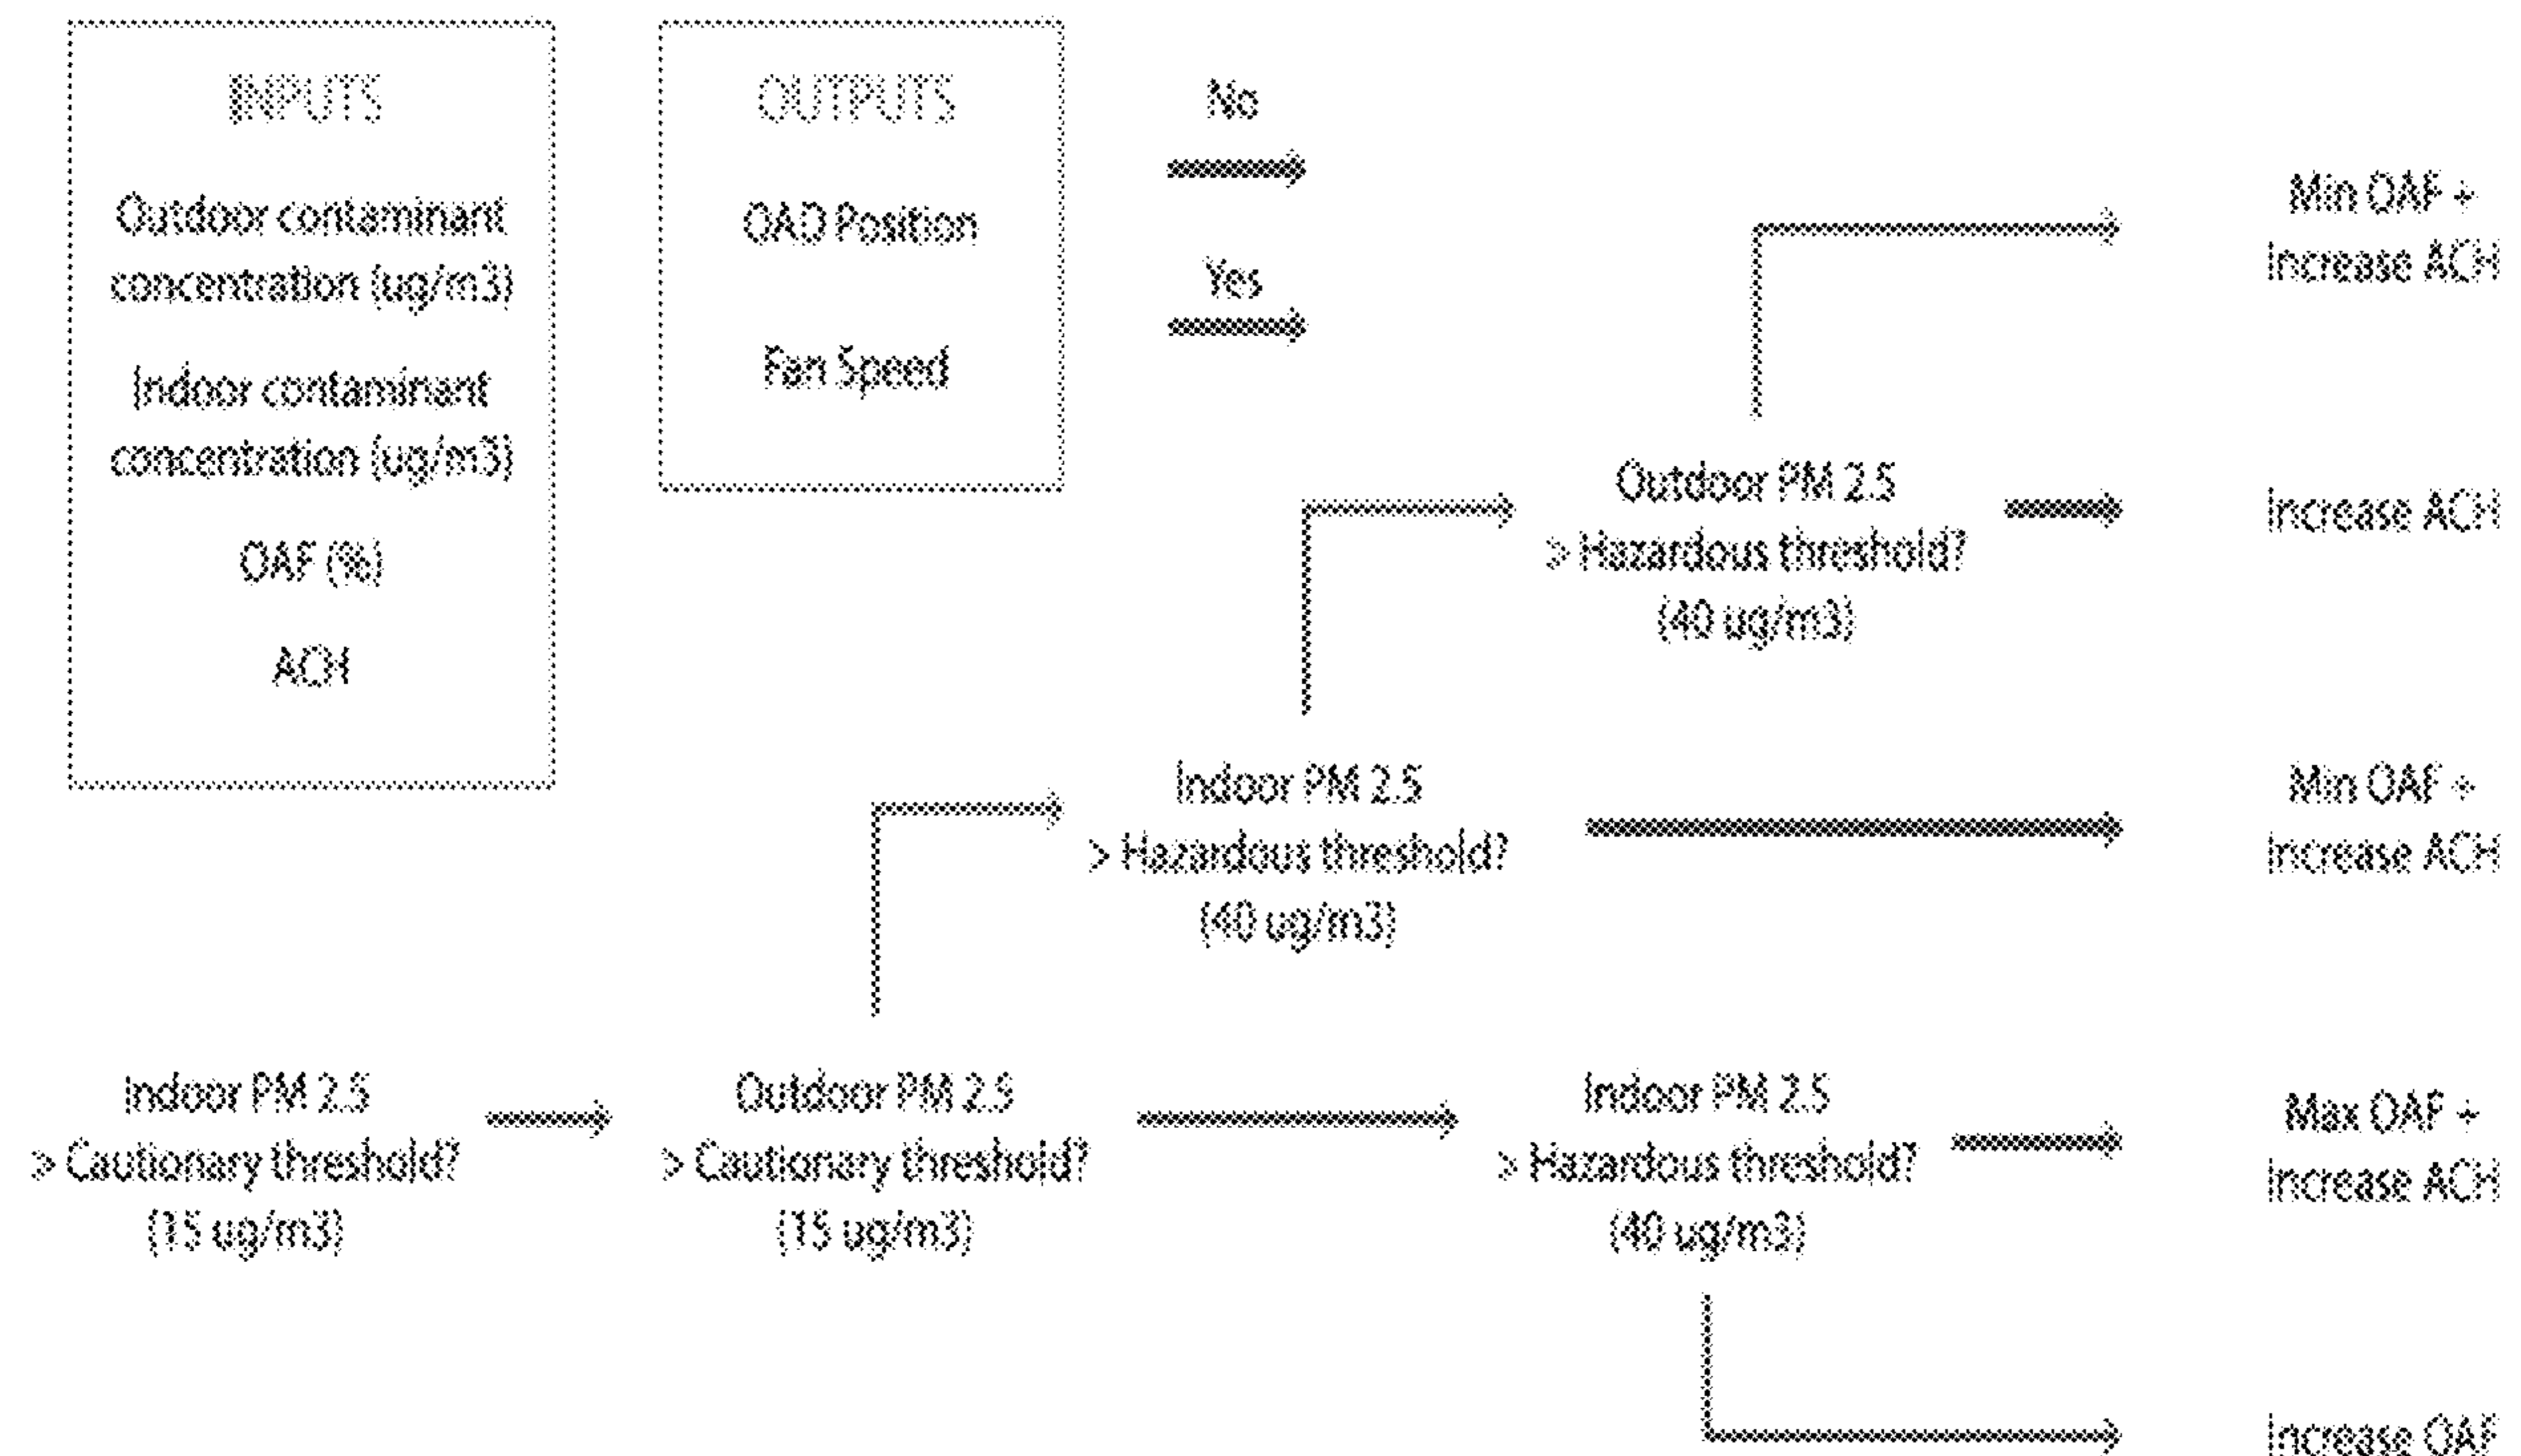 INPUTS
Outdoor contaminant
concentration (ug/m3)
Indoor contaminant
concentration (ug/m3)
OAF (%)
ACH
OUTPUTS
OAD Position
Fan Speed
No
Yes
Min OAF +
Increase ACH
Outdoor PM 2.5
> Hazardous threshold?
(40 ug/m3)
Increase ACH
Indoor PM 2.5
> Hazardous threshold?
(40 ug/m3)
Min OAF +
Increase ACH
Indoor PM 2.5
> Cautionary threshold?
(15 ug/m3)
Outdoor PM 2.5
> Cautionary threshold?
(15 ug/m3)
Indoor PM 2.5
> Hazardous threshold?
(40 ug/m3)
Max OAF +
Increase ACH
Increase OAF